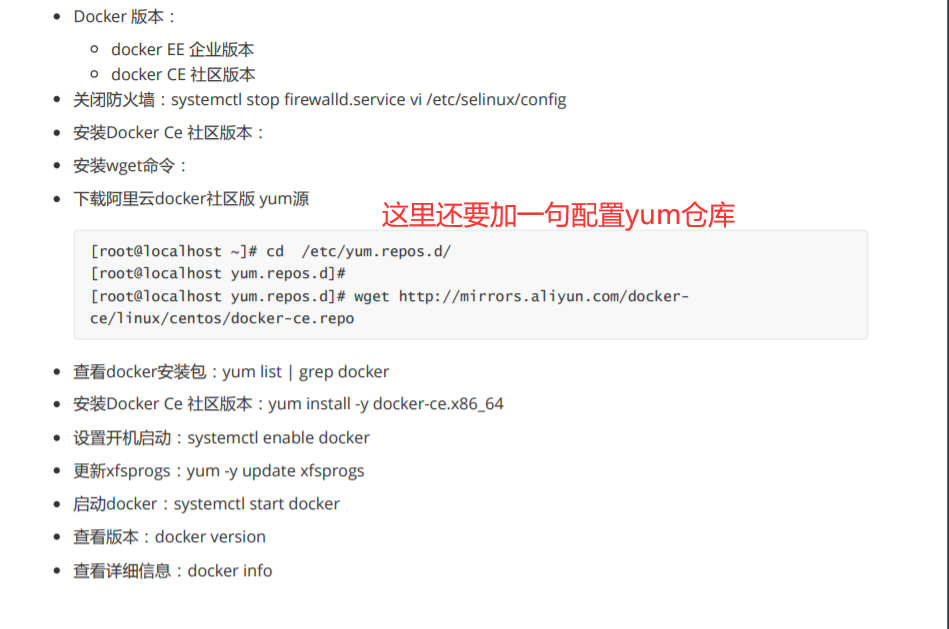 Docker 版本：
docker EE 企业版本
docker CE 社区版本
关闭防火墙：systemctl stop firewalld.service vi /etc/selinux/config
安装Docker Ce 社区版本：
安装wget命令：
下载阿里云docker社区版 yum源
这里还要加一句配置yum仓库
[root@localhost ~]# cd  /etc/yum.repos.d/
[root@localhost yum.repos.d]#
[root@localhost yum.repos.d]# wget http://mirrors.aliyun.com/docker-
ce/linux/centos/docker-ce.repo
查看docker安装包：yum list | grep docker
安装Docker Ce 社区版本：yum install -y docker-ce.x86_64
设置开机启动：systemctl enable docker
更新xfsprogs：yum -y update xfsprogs
启动docker：systemctl start docker
查看版本：docker version
查看详细信息：docker info